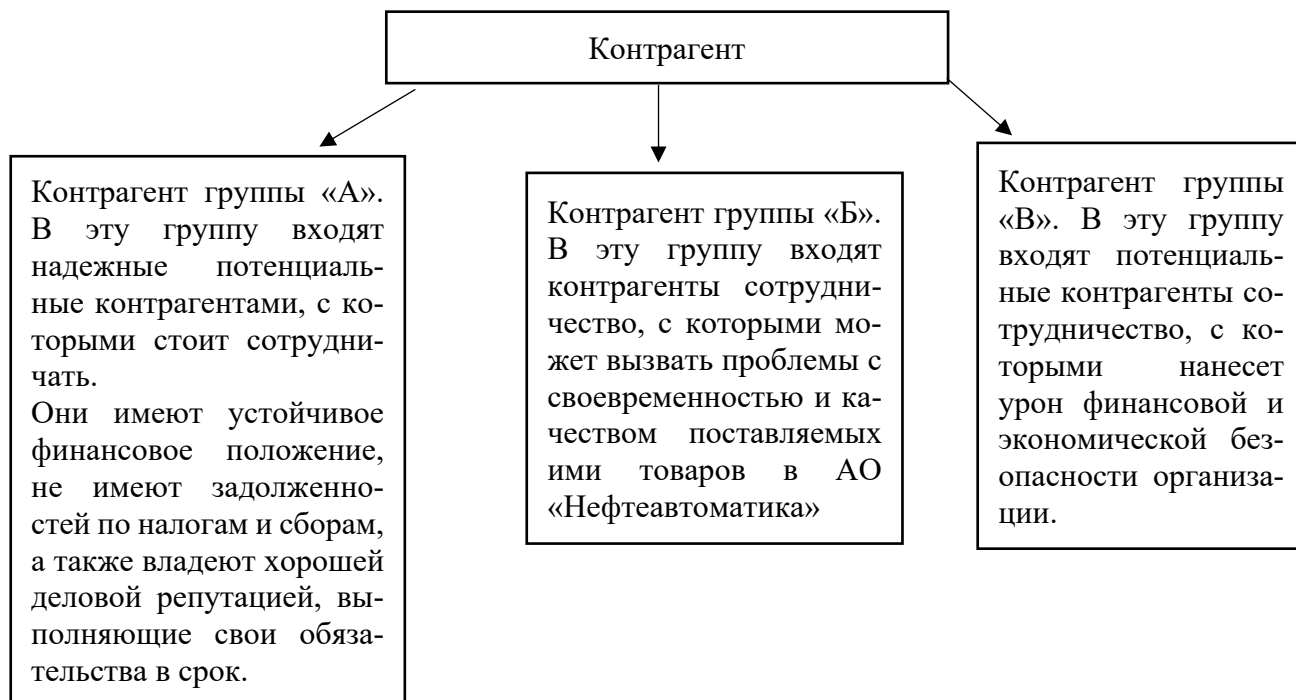 Контрагент
Контрагент группы «А».
В эту группу входят
надежные потенциаль-
ные контрагентами, с ко-
торыми стоит сотрудни-
чать.
Они имеют устойчивое
финансовое положение,
не имеют задолженно-
стей по налогам и сборам,
а также владеют хорошей
деловой репутацией, вы-
полняющие свои обяза-
тельства в срок.
Контрагент группы «Б».
В эту группу входят
контрагенты сотрудни-
чество, с которыми мо-
жет вызвать проблемы с
своевременностью и ка-
чеством поставляемых
ими товаров в АО
«Нефтеавтоматика»
Контрагент группы
«В». В эту группу
входят потенциаль-
ные контрагенты со-
трудничество, с ко-
торыми нанесет
урон финансовой и
экономической без-
опасности организа-
ции.